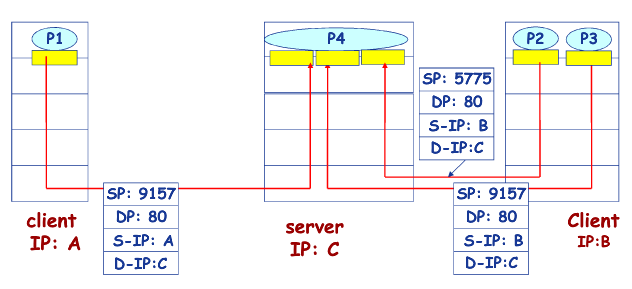 P1
P4
P2
P3
SP: 5775
DP: 80
S-IP: B
D-IP:C
SP: 9157
DP: 80
S-IP: A
D-IP:C
SP: 9157
DP: 80
S-IP: B
D-IP:C
client
IP: A
server
IP: C
Client
IP:B